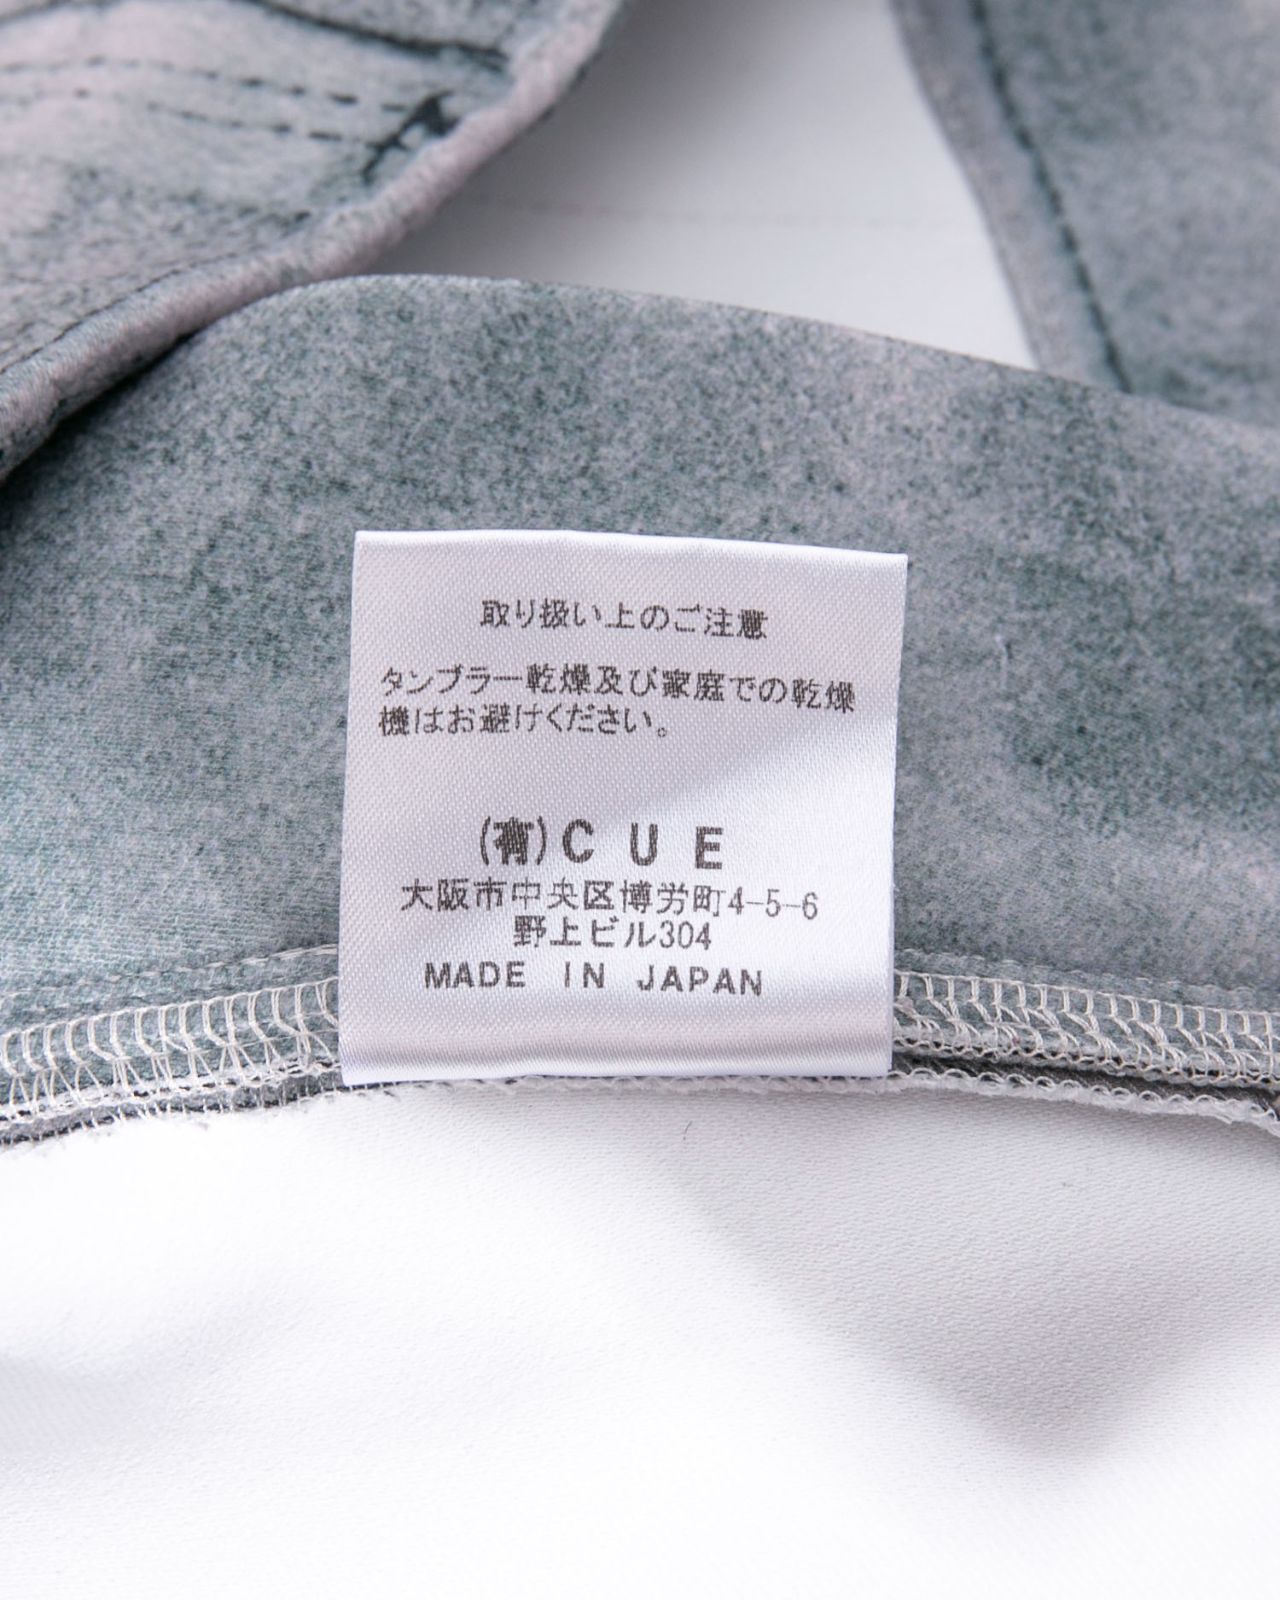 取り扱い上のご注意
タンブラー乾燥及び家庭での乾燥
機はお避けください。
(有)CUE
大阪市中央区博労町4-5-6
野上ビル304
MADE IN JAPAN